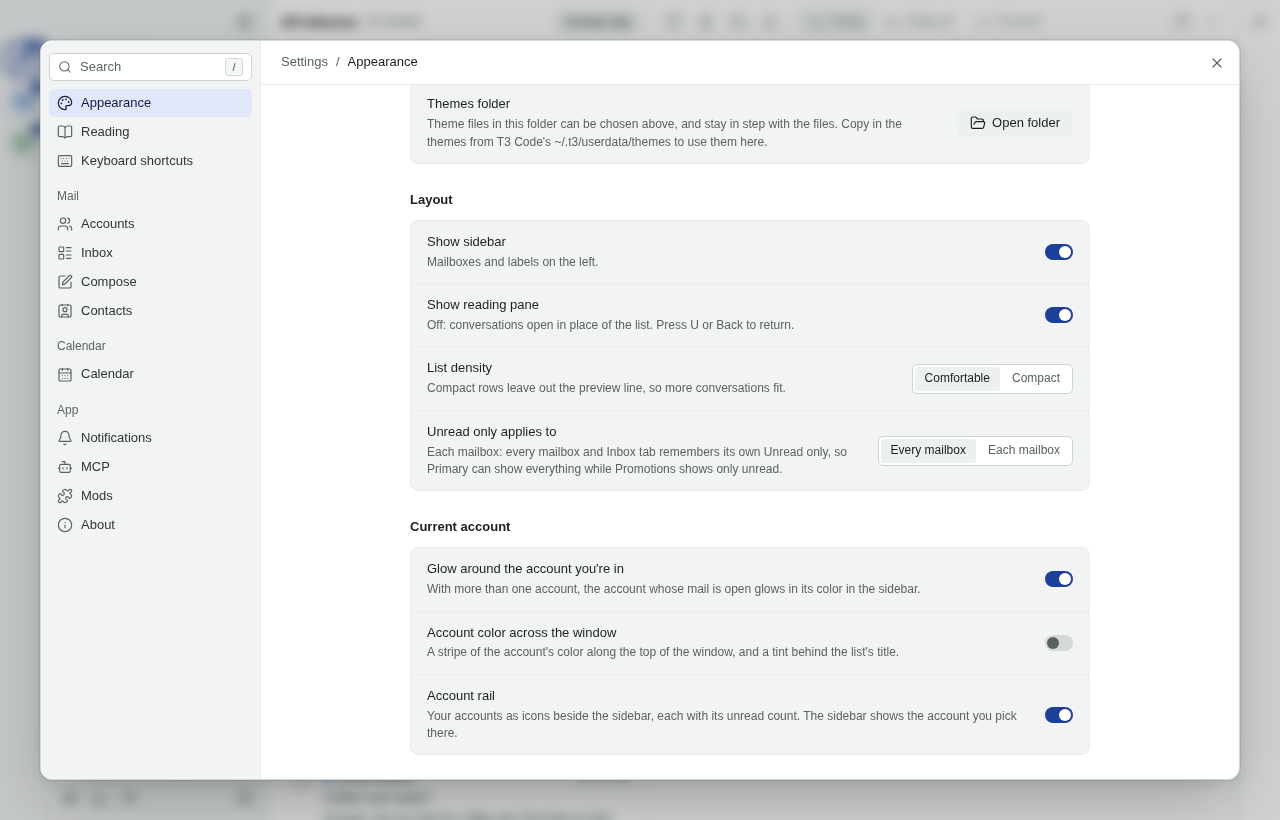 Search
/
Appearance
Reading
Keyboard shortcuts
Mail
Accounts
Inbox
Compose
Contacts
Calendar
Calendar
App
Notifications
MCP
Mods
About
Settings / Appearance
Themes folder
Theme files in this folder can be chosen above, and stay in step with the files. Copy in the
themes from T3 Code's ~/.t3/userdata/themes to use them here.
Open folder
Layout
Show sidebar
Mailboxes and labels on the left.
Show reading pane
Off: conversations open in place of the list. Press U or Back to return.
List density
Compact rows leave out the preview line, so more conversations fit.
Comfortable Compact
Unread only applies to
Each mailbox: every mailbox and Inbox tab remembers its own Unread only, so
Primary can show everything while Promotions shows only unread.
Every mailbox Each mailbox
Current account
Glow around the account you're in
With more than one account, the account whose mail is open glows in its color in the sidebar.
Account color across the window
A stripe of the account's color along the top of the window, and a tint behind the list's title.
Account rail
Your accounts as icons beside the sidebar, each with its unread count. The sidebar shows the account you pick
there.